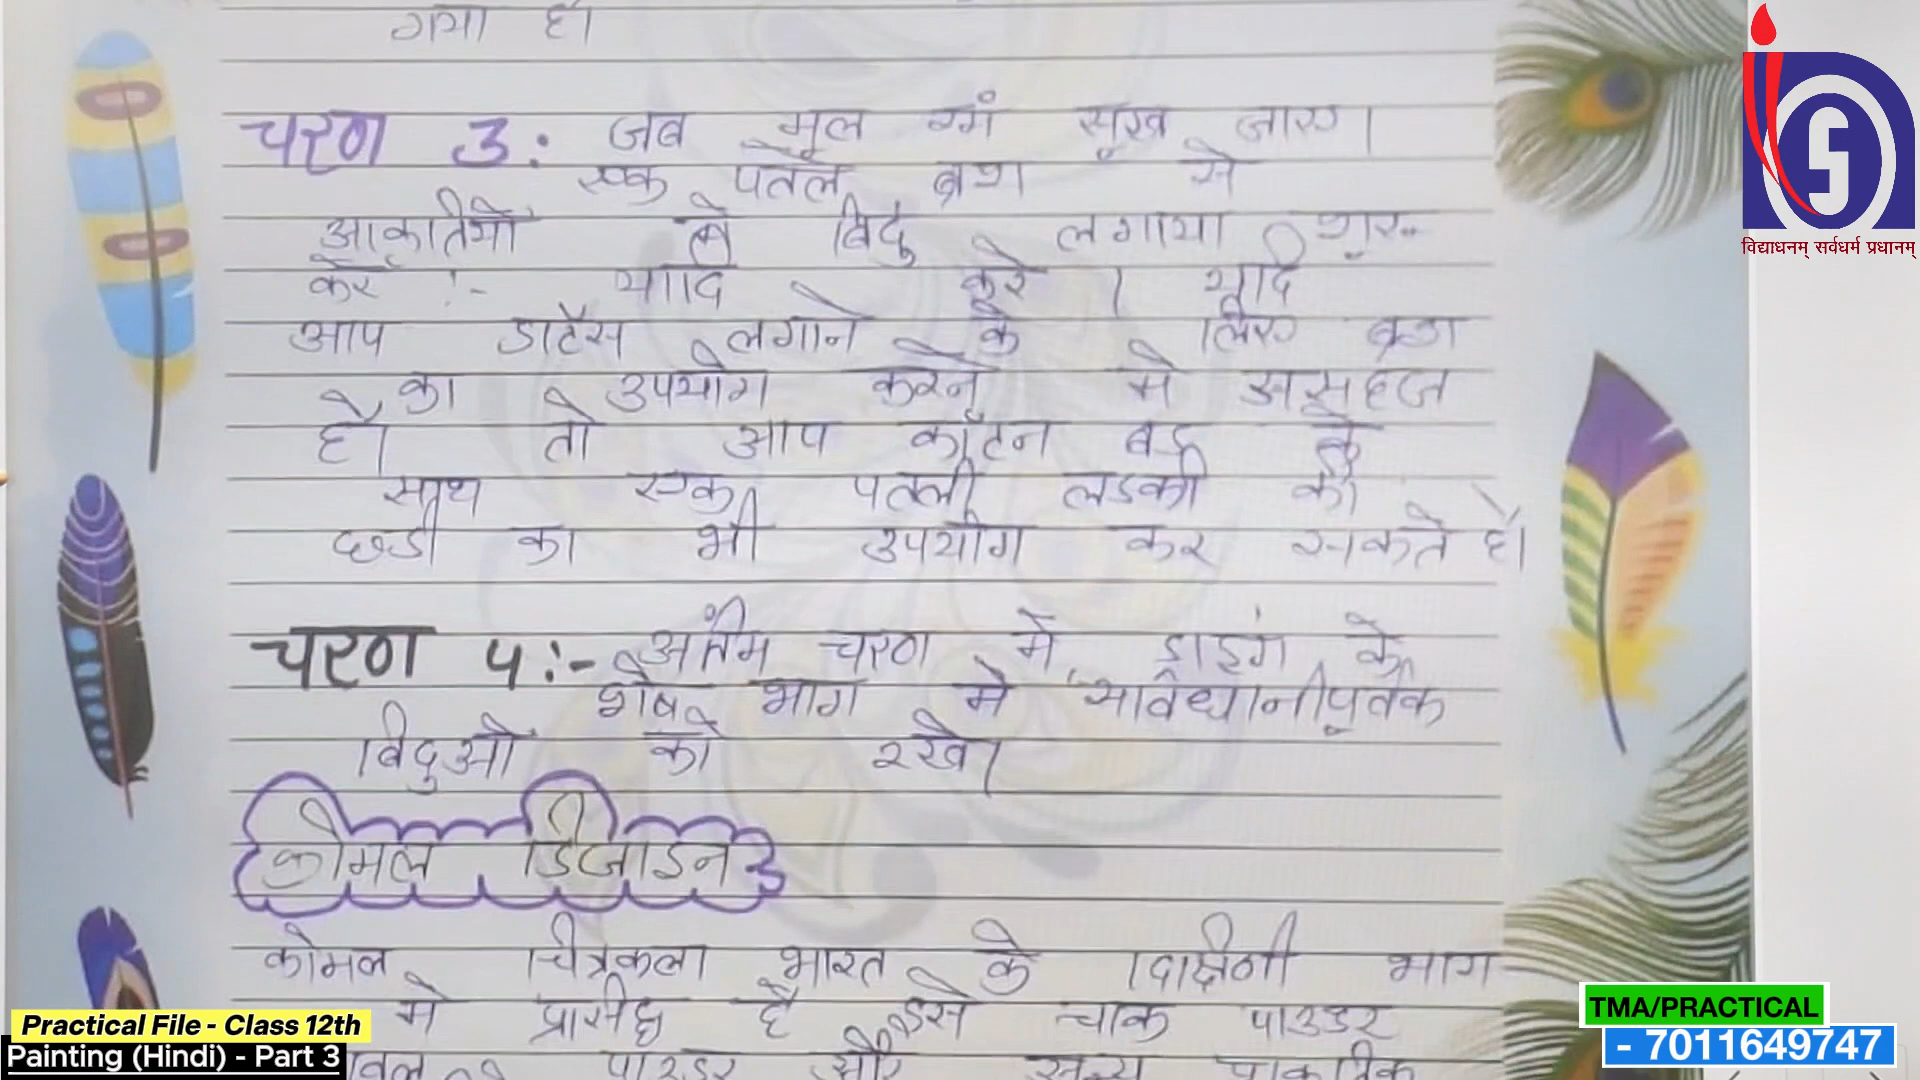 गया है।
चरण 3: जब मूल रंग सूख जाए।
एक पतले ब्रश से
आकृतियों से बिंदु लगाया शुरु
करें :- यादि करे। यादि
आप डाटैस लगाने के लिए ब्रश
का उपयोग करने मे असहज
है। तो आप कॉटन बड के
साथ एक पतली लडकी की
छडी का भी उपयोग कर सकते है।
चरण 4:- अंतिम चरण मे, ड्राइंग के
शेष भाग मे सावधानीपूर्वक
बिंदुओं को रखे।
कोमल डिजाइन
कोमल चित्रकला भारत के दक्षिणी भाग
मे प्रसिद्ध है इसे चाक पाउडर
पाउडर और अन्य प्राकृतिक
विद्याधनम् सर्वधर्म प्रधानम्
Practical File - Class 12th
Painting (Hindi) - Part 3
TMA/PRACTICAL
- 7011649747